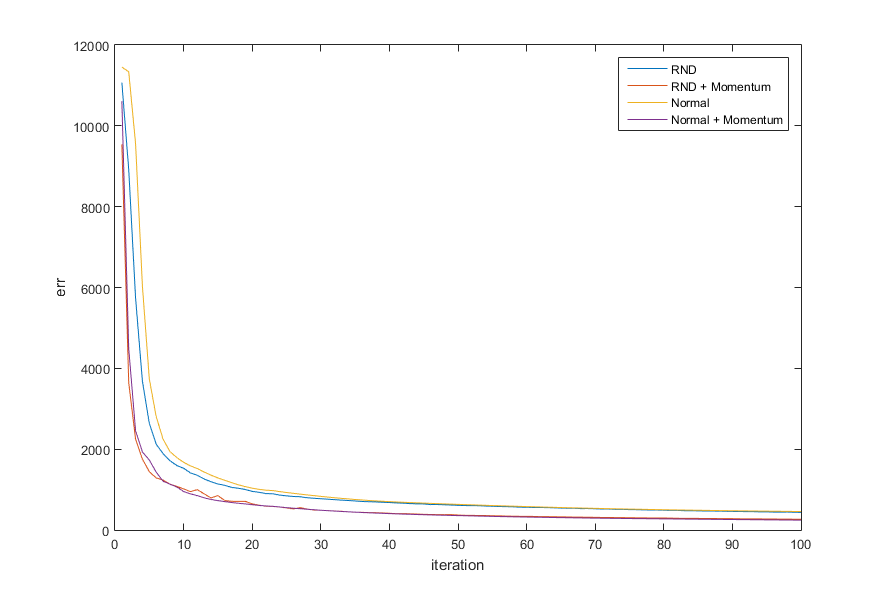 12000
10000
8000
6000
4000
2000
0
err
RND
RND + Momentum
Normal
Normal + Momentum
0 10 20 30 40 50 60 70 80 90 100
iteration